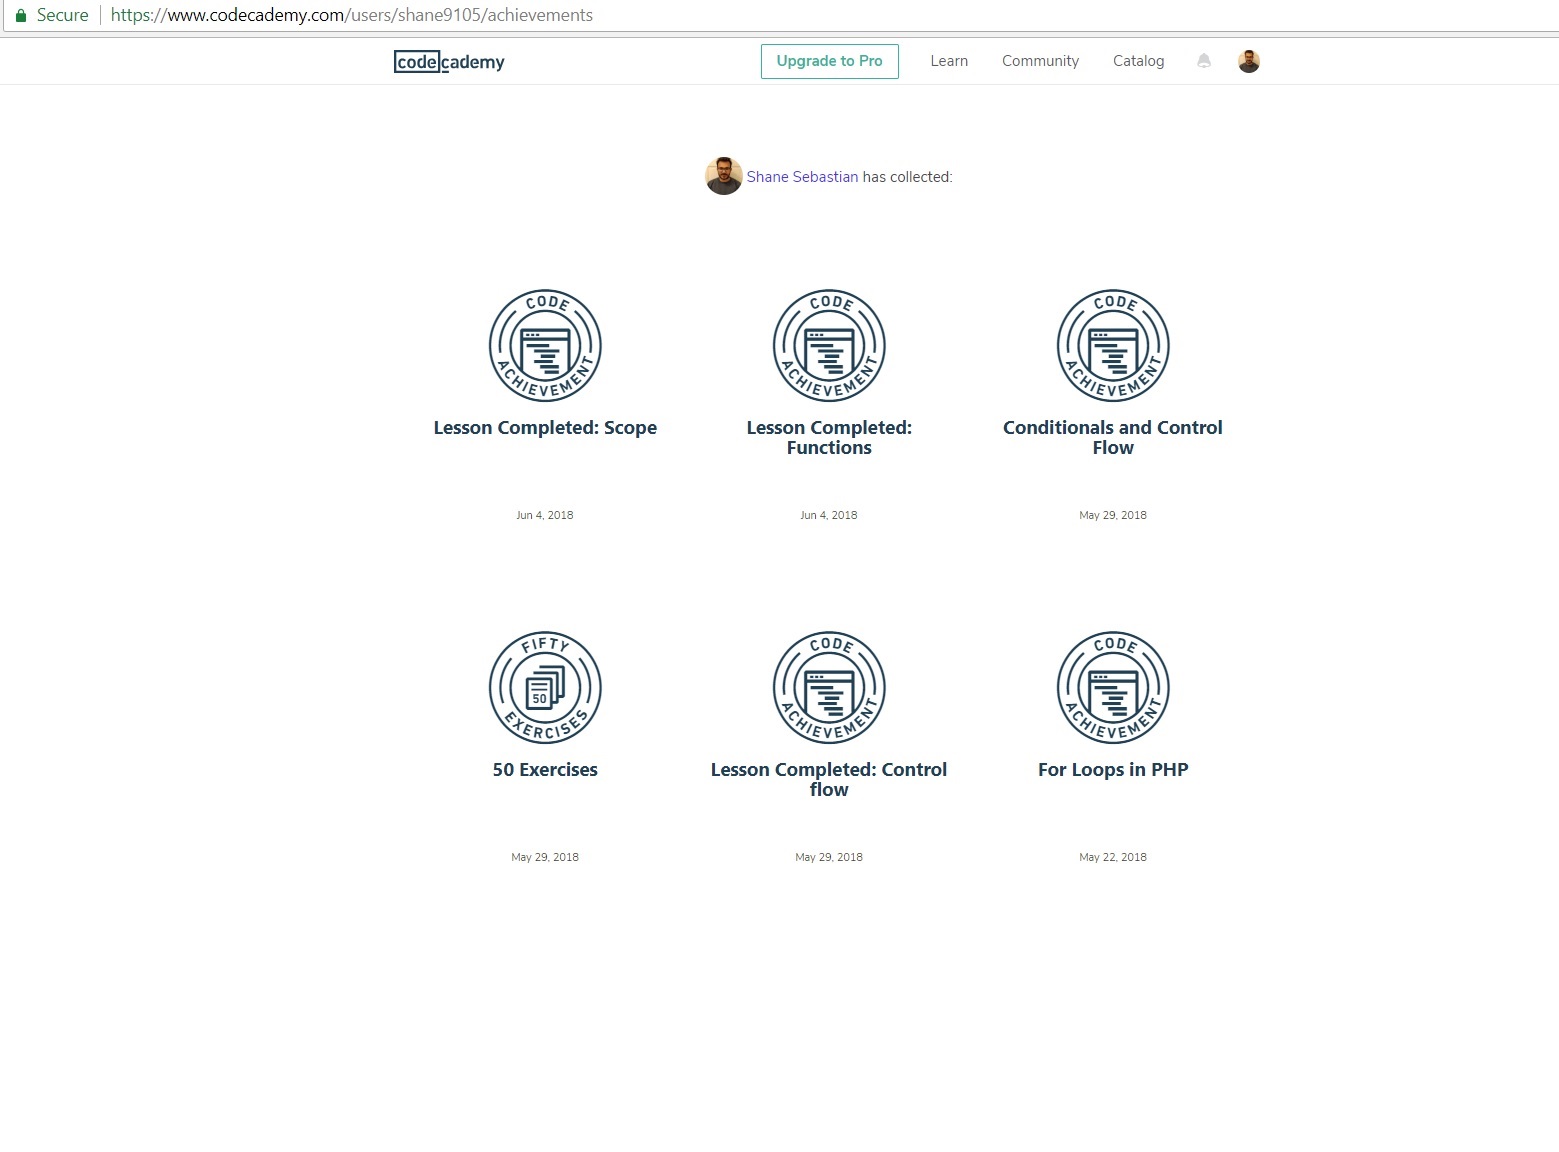 Secure https://www.codecademy.com/users/shane9105/achievements
codecademy Upgrade to Pro Learn Community Catalog
Shane Sebastian has collected:
CODE ACHIEVEMENT
CODE ACHIEVEMENT
CODE ACHIEVEMENT
Lesson Completed: Scope
Lesson Completed:
Functions
Conditionals and Control
Flow
Jun 4, 2018
Jun 4, 2018
May 29, 2018
FIFTY EXERCISES
50
CODE ACHIEVEMENT
CODE ACHIEVEMENT
50 Exercises
Lesson Completed: Control
flow
For Loops in PHP
May 29, 2018
May 29, 2018
May 22, 2018